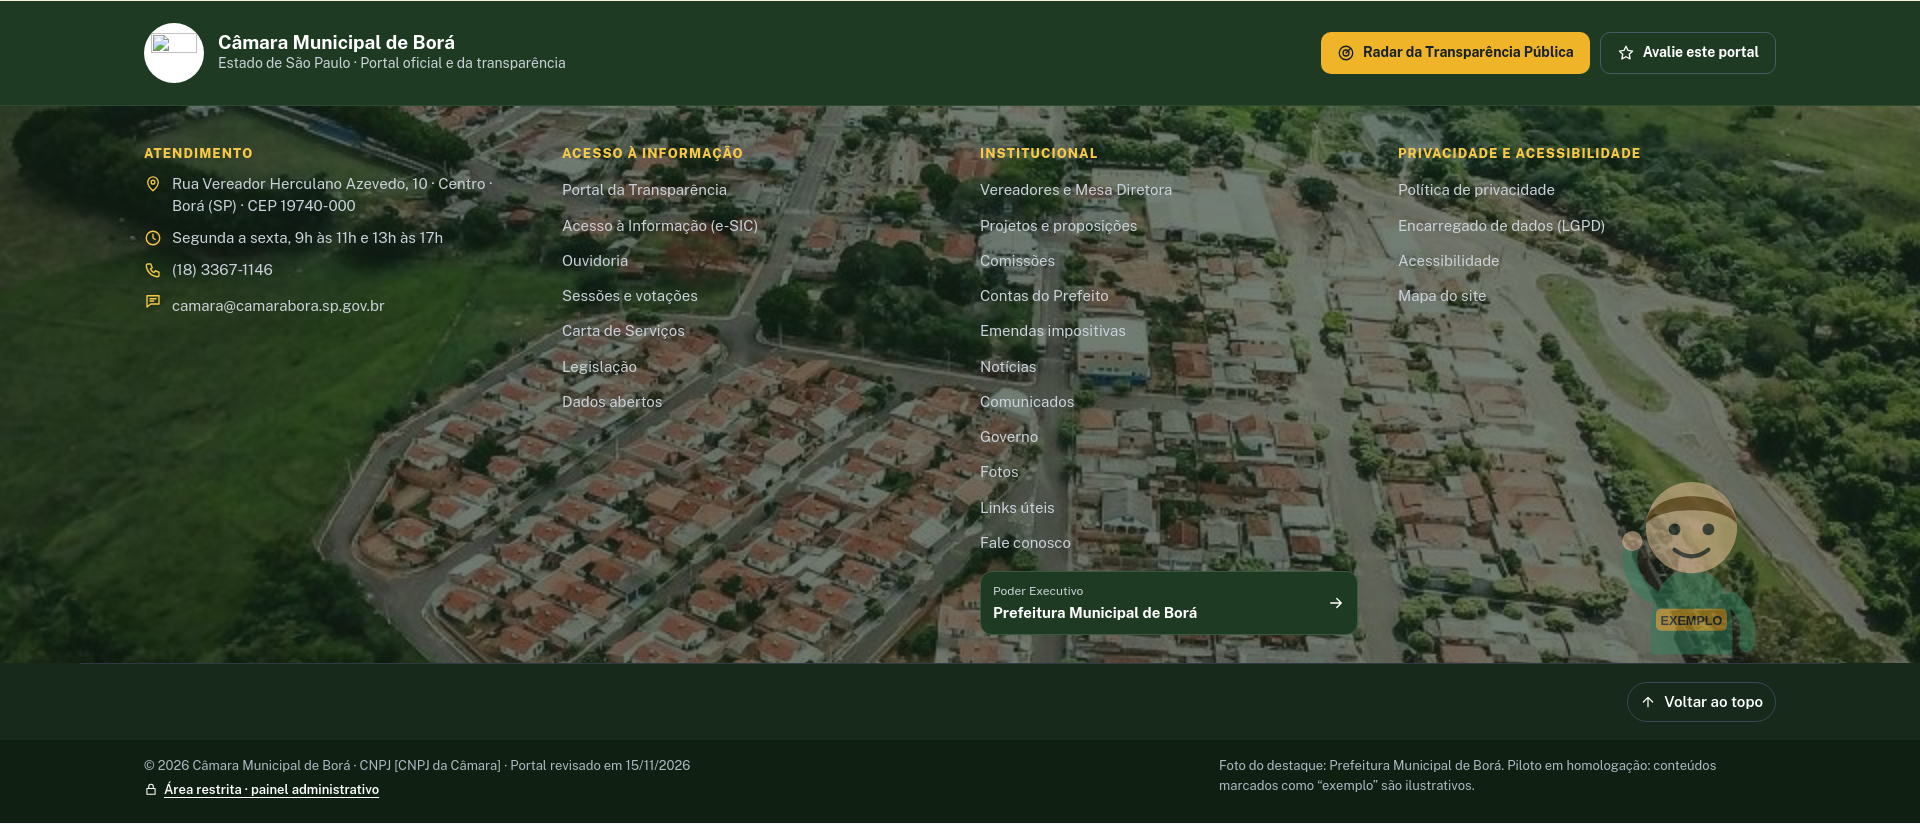 Câmara Municipal de Borá
Estado de São Paulo · Portal oficial e da transparência
Radar da Transparência Pública
Avalie este portal
ATENDIMENTO
Rua Vereador Herculano Azevedo, 10 · Centro ·
Borá (SP) · CEP 19740-000
Segunda a sexta, 9h às 11h e 13h às 17h
(18) 3367-1146
camara@camarabora.sp.gov.br
ACESSO À INFORMAÇÃO
Portal da Transparência
Acesso à Informação (e-SIC)
Ouvidoria
Sessões e votações
Carta de Serviços
Legislação
Dados abertos
INSTITUCIONAL
Vereadores e Mesa Diretora
Projetos e proposições
Comissões
Contas do Prefeito
Emendas impositivas
Notícias
Comunicados
Governo
Fotos
Links úteis
Fale conosco
Poder Executivo
Prefeitura Municipal de Borá
PRIVACIDADE E ACESSIBILIDADE
Política de privacidade
Encarregado de dados (LGPD)
Acessibilidade
Mapa do site
EXEMPLO
Voltar ao topo
© 2026 Câmara Municipal de Borá · CNPJ [CNPJ da Câmara] · Portal revisado em 15/11/2026
Área restrita · painel administrativo
Foto do destaque: Prefeitura Municipal de Borá. Piloto em homologação: conteúdos
marcados como “exemplo” são ilustrativos.